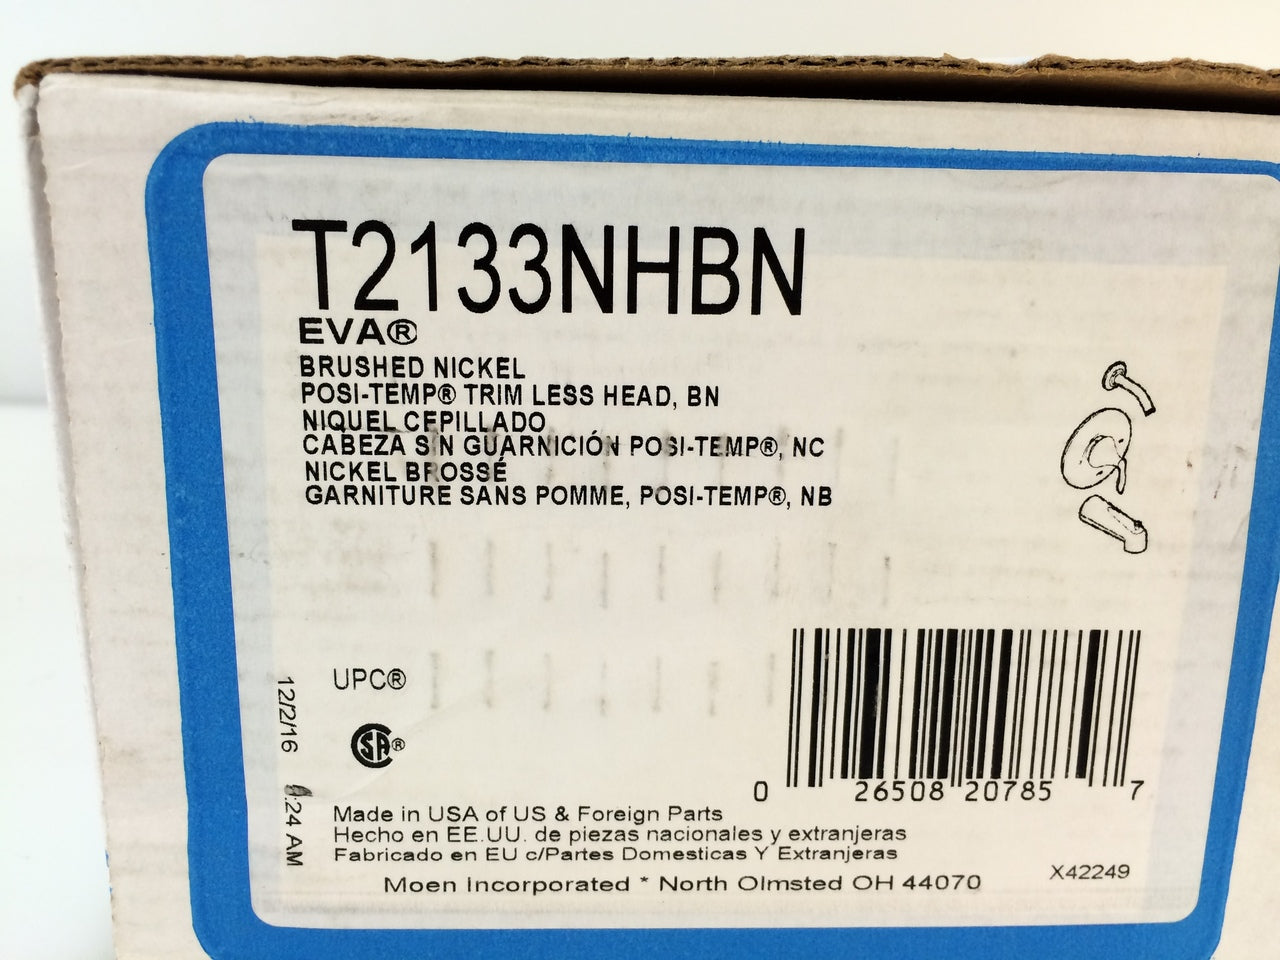 T2133NHBN
EVA®
BRUSHED NICKEL
POSI-TEMP® TRIM LESS HEAD, BN
NIQUEL CEPILLADO
CABEZA SIN GUARNICIÓN POSI-TEMP®, NC
NICKEL BROSSÉ
GARNITURE SANS POMME, POSI-TEMP®, NB
UPC®
SA®
12/2/16
:24 AM
0 26508 20785 7
Made in USA of US & Foreign Parts
Hecho en EE.UU. de piezas nacionales y extranjeras
Fabricado en EU c/Partes Domesticas Y Extranjeras
Moen Incorporated * North Olmsted OH 44070
X42249